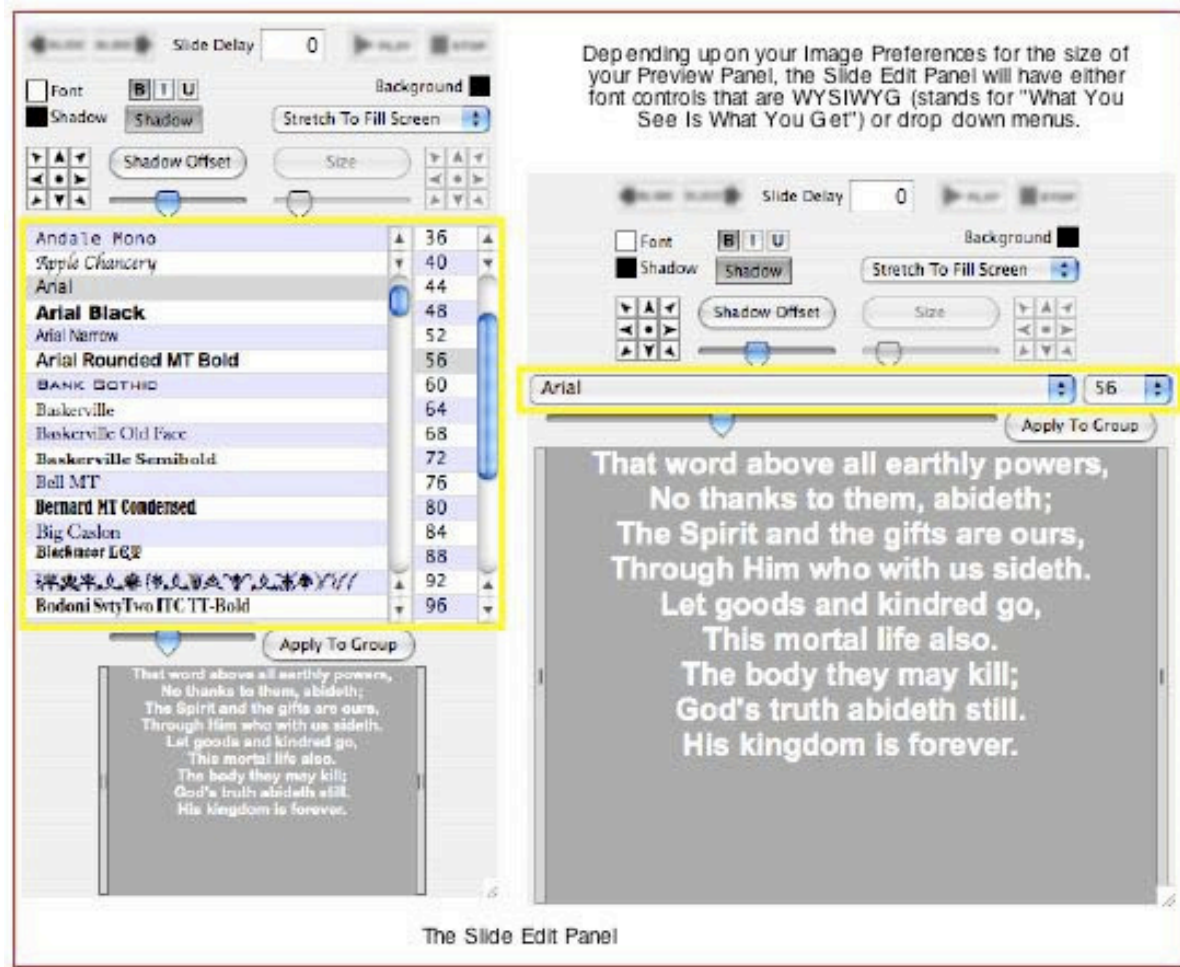 Slide Delay 0
Font B I U Background
Shadow Shadow Stretch To Fill Screen
Shadow Offset Size
Andale Mono 36
Apple Chancery 40
Arial 44
Arial Black 48
Arial Narrow 52
Arial Rounded MT Bold 56
BANK GOTHIC 60
Baskerville 64
Baskerville Old Face 68
Baskerville Semibold 72
Bell MT 76
Bernard MT Condensed 80
Big Caslon 84
Blackmoor LET 88
92
Bodoni SvtyTwo ITC TT-Bold 96
Apply To Group
That word above all earthly powers,
No thanks to them, abideth;
The Spirit and the gifts are ours,
Through Him who with us sideth.
Let goods and kindred go,
This mortal life also.
The body they may kill;
God's truth abideth still.
His kingdom is forever.
Depending upon your Image Preferences for the size of
your Preview Panel, the Slide Edit Panel will have either
font controls that are WYSIWYG (stands for "What You
See Is What You Get") or drop down menus.
Slide Delay 0
Font B I U Background
Shadow Shadow Stretch To Fill Screen
Shadow Offset Size
Arial 56
Apply To Group
That word above all earthly powers,
No thanks to them, abideth;
The Spirit and the gifts are ours,
Through Him who with us sideth.
Let goods and kindred go,
This mortal life also.
The body they may kill;
God's truth abideth still.
His kingdom is forever.
The Slide Edit Panel